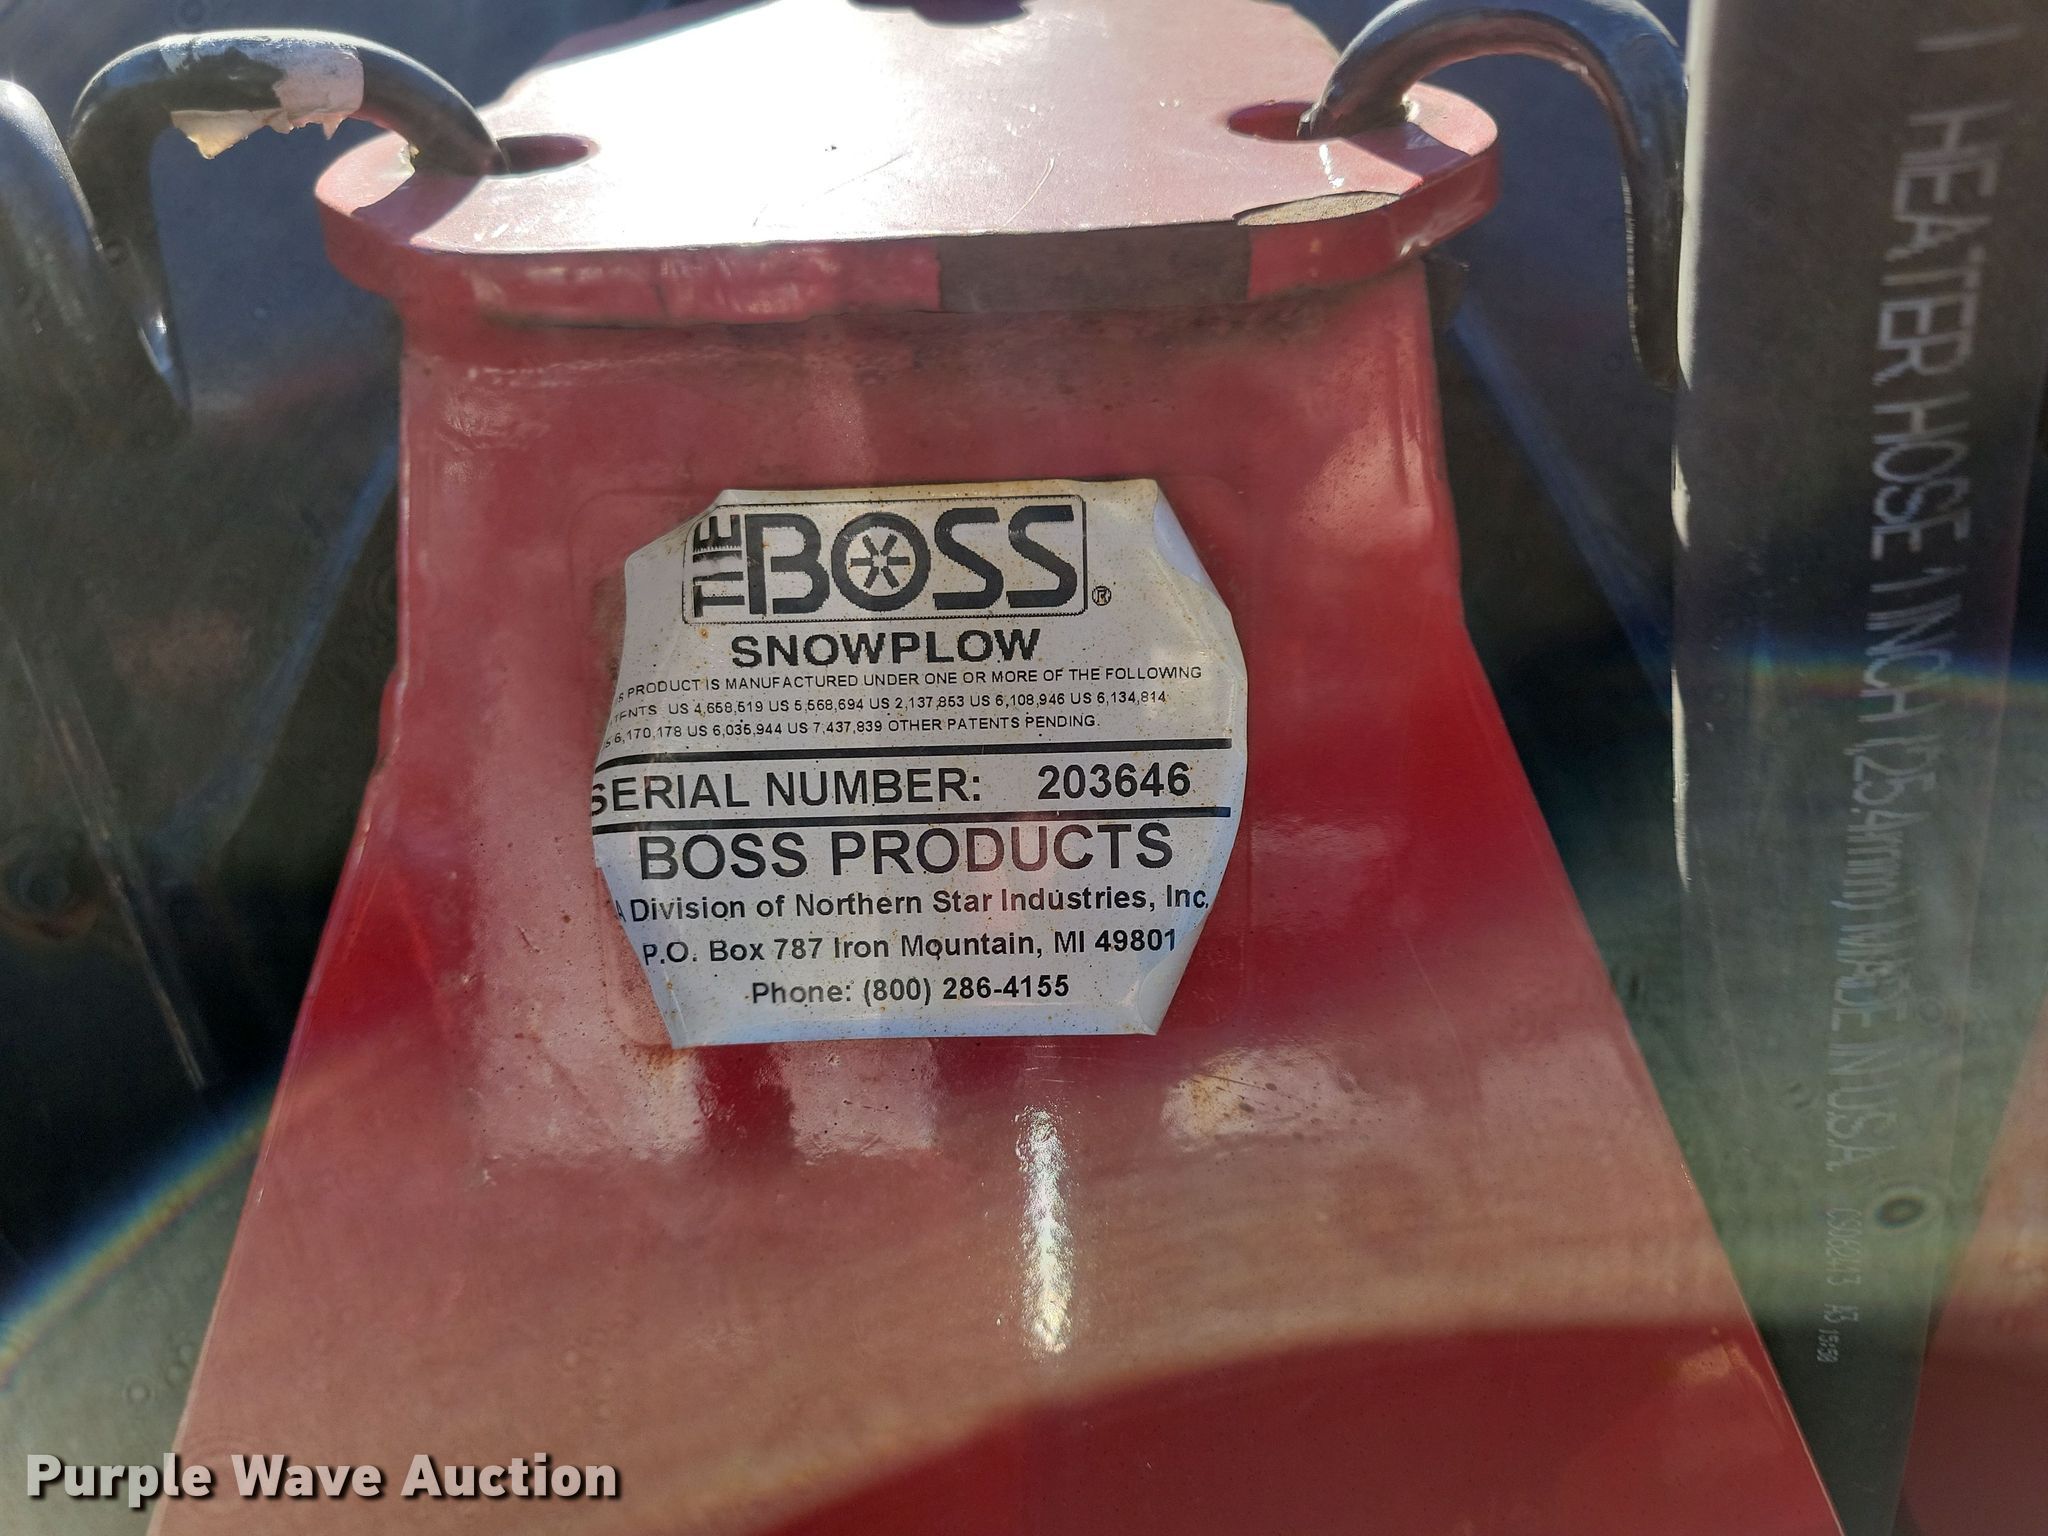 THE BOSS ®
SNOWPLOW
PRODUCT IS MANUFACTURED UNDER ONE OR MORE OF THE FOLLOWING
US 4,658,519 US 5,568,694 US 2,137,853 US 6,108,946 US 6,134,814
6,170,178 US 6,035,944 US 7,437,839 OTHER PATENTS PENDING.
SERIAL NUMBER: 203646
BOSS PRODUCTS
A Division of Northern Star Industries, Inc.
P.O. Box 787 Iron Mountain, MI 49801
Phone: (800) 286-4155
HEATER HOSE 1 INCH (25.4mm) MADE IN U.S.A.
Purple Wave Auction